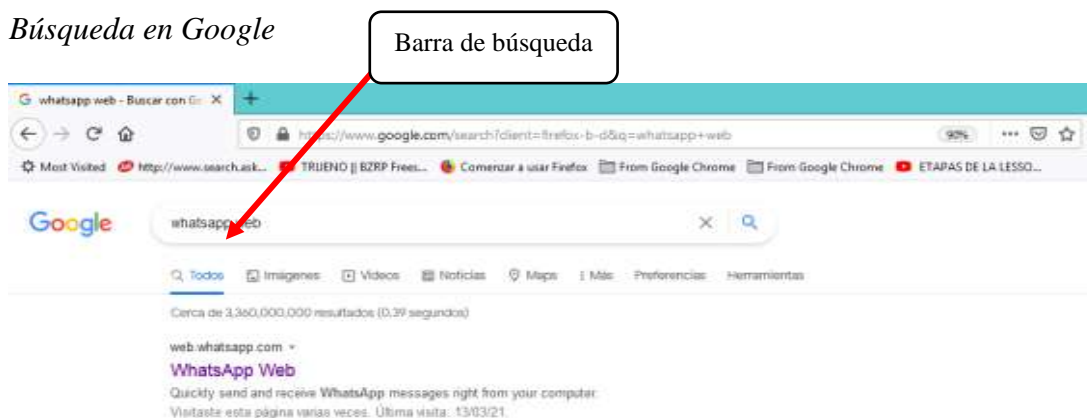 Búsqueda en Google
Barra de búsqueda
G whatsapp web - Buscar con G
https://www.google.com/search?client=firefox-b-d&q=whatsapp+web 90%
Most Visited http://www.search.ask... TRUENO || BZRP Frees... Comenzar a usar Firefox From Google Chrome From Google Chrome ETAPAS DE LA LESSO...
Google whatsapp web
Todos Imágenes Videos Noticias Maps Más Preferencias Herramientas
Cerca de 3,360,000,000 resultados (0.39 segundos)
web.whatsapp.com
WhatsApp Web
Quickly send and receive WhatsApp messages right from your computer.
Visitaste esta página varias veces. Última visita: 13/03/21.